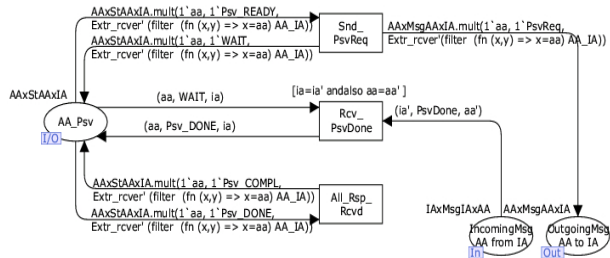 AAxStAAxIA.mult(1`aa, 1`Psv_READY,
Extr_rcver' (filter (fn (x,y) => x=aa) AA_IA))
AAxStAAxIA.mult(1`aa, 1`WAIT,
Extr_rcver'(filter (fn (x,y) => x=aa) AA_IA))
Snd_
PsvReq
AAxMsgAAxIA.mult(1`aa, 1`PsvReq,
Extr_rcver'(filter (fn (x,y) => x=aa) AA_IA))
AAxStAAxIA
AA_Psv
I/O
(aa, WAIT, ia)
(aa, Psv_DONE, ia)
[ia=ia' andalso aa=aa' ]
Rcv_
PsvDone
(ia', PsvDone, aa')
AAxStAAxIA.mult(1`aa, 1`Psv_COMPL,
Extr_rcver' (filter (fn (x,y) => x=aa) AA_IA))
AAxStAAxIA.mult(1`aa, 1`Psv_DONE,
Extr_rcver' (filter (fn (x,y) => x=aa) AA_IA))
All_Rsp_
Rcvd
IAxMsgIAxAA
IncomingMsg
AA from IA
In
AAxMsgAAxIA
OutgoingMsg
AA to IA
Out